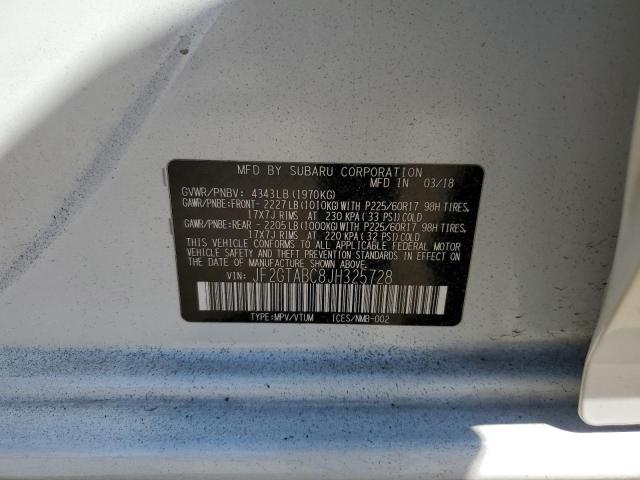 MFD BY SUBARU CORPORATION
MFD IN 03/18
GVWR/PNBV: 4343LB (1970KG)
GAWR/PNBE:FRONT- 2227LB (1010KG) WITH P225/60R17 98H TIRES,
17X7J RIMS AT 230 KPA (33 PSI) COLD
GAWR/PNBE:REAR - 2205LB (1000KG) WITH P225/60R17 98H TIRES,
17X7J RIMS AT 220 KPA (32 PSI) COLD
THIS VEHICLE CONFORMS TO ALL APPLICABLE FEDERAL MOTOR
VEHICLE SAFETY AND THEFT PREVENTION STANDARDS IN
EFFECT ON THE DATE OF MANUFACTURE SHOWN ABOVE.
VIN: JF2GTABC8JH325728
TYPE:MPV/VTUM ICES/NMB-002